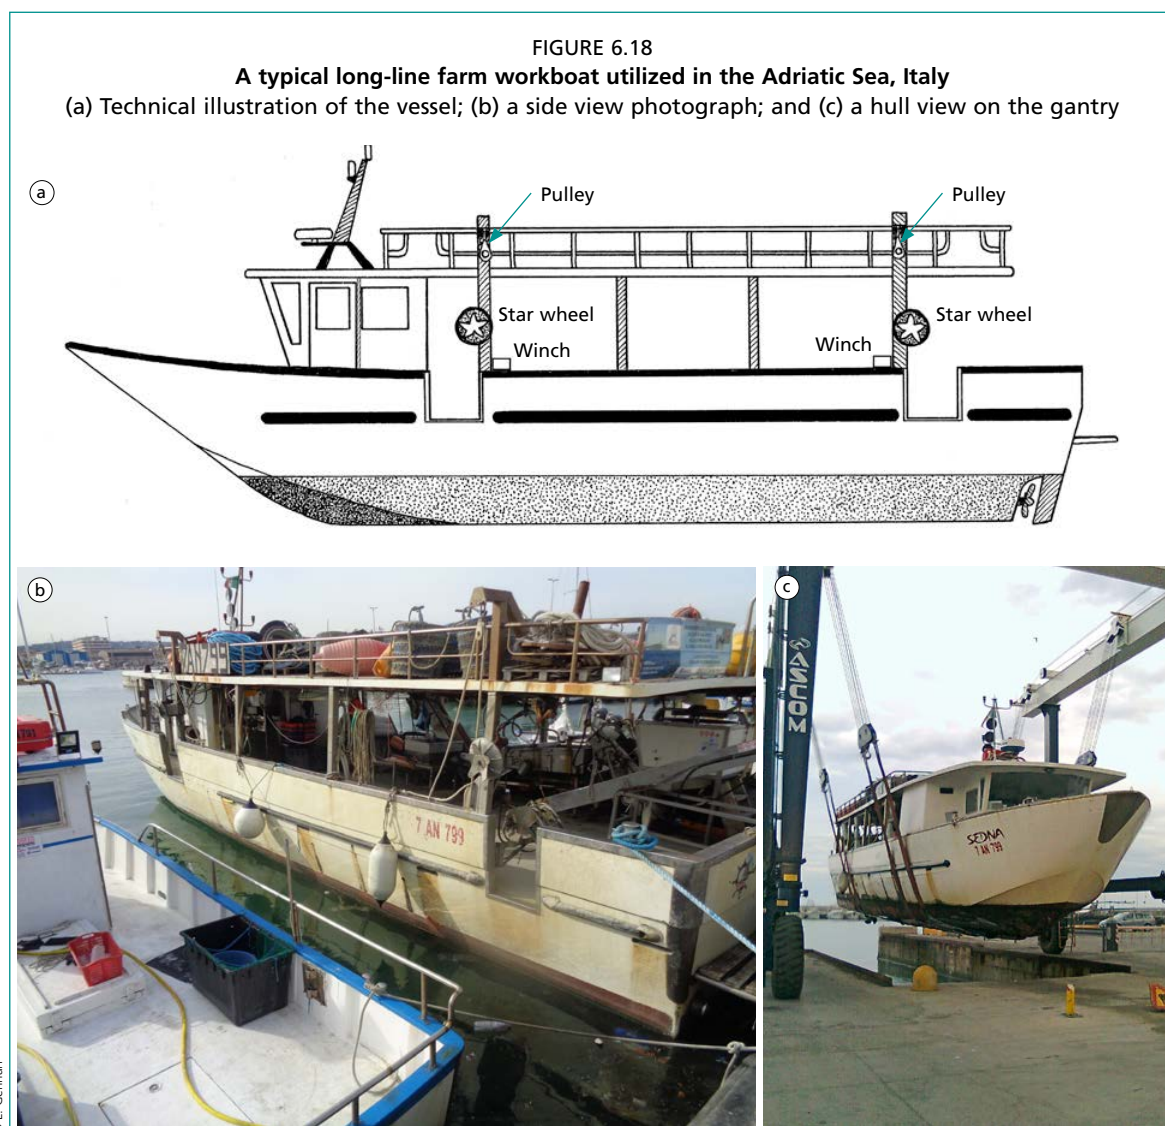 FIGURE 6.18
A typical long-line farm workboat utilized in the Adriatic Sea, Italy
(a) Technical illustration of the vessel; (b) a side view photograph; and (c) a hull view on the gantry
a
Pulley
Pulley
Star wheel
Star wheel
Winch
Winch
b
7 AN 799
c
ASCOM
SEDNA
7 AN 799